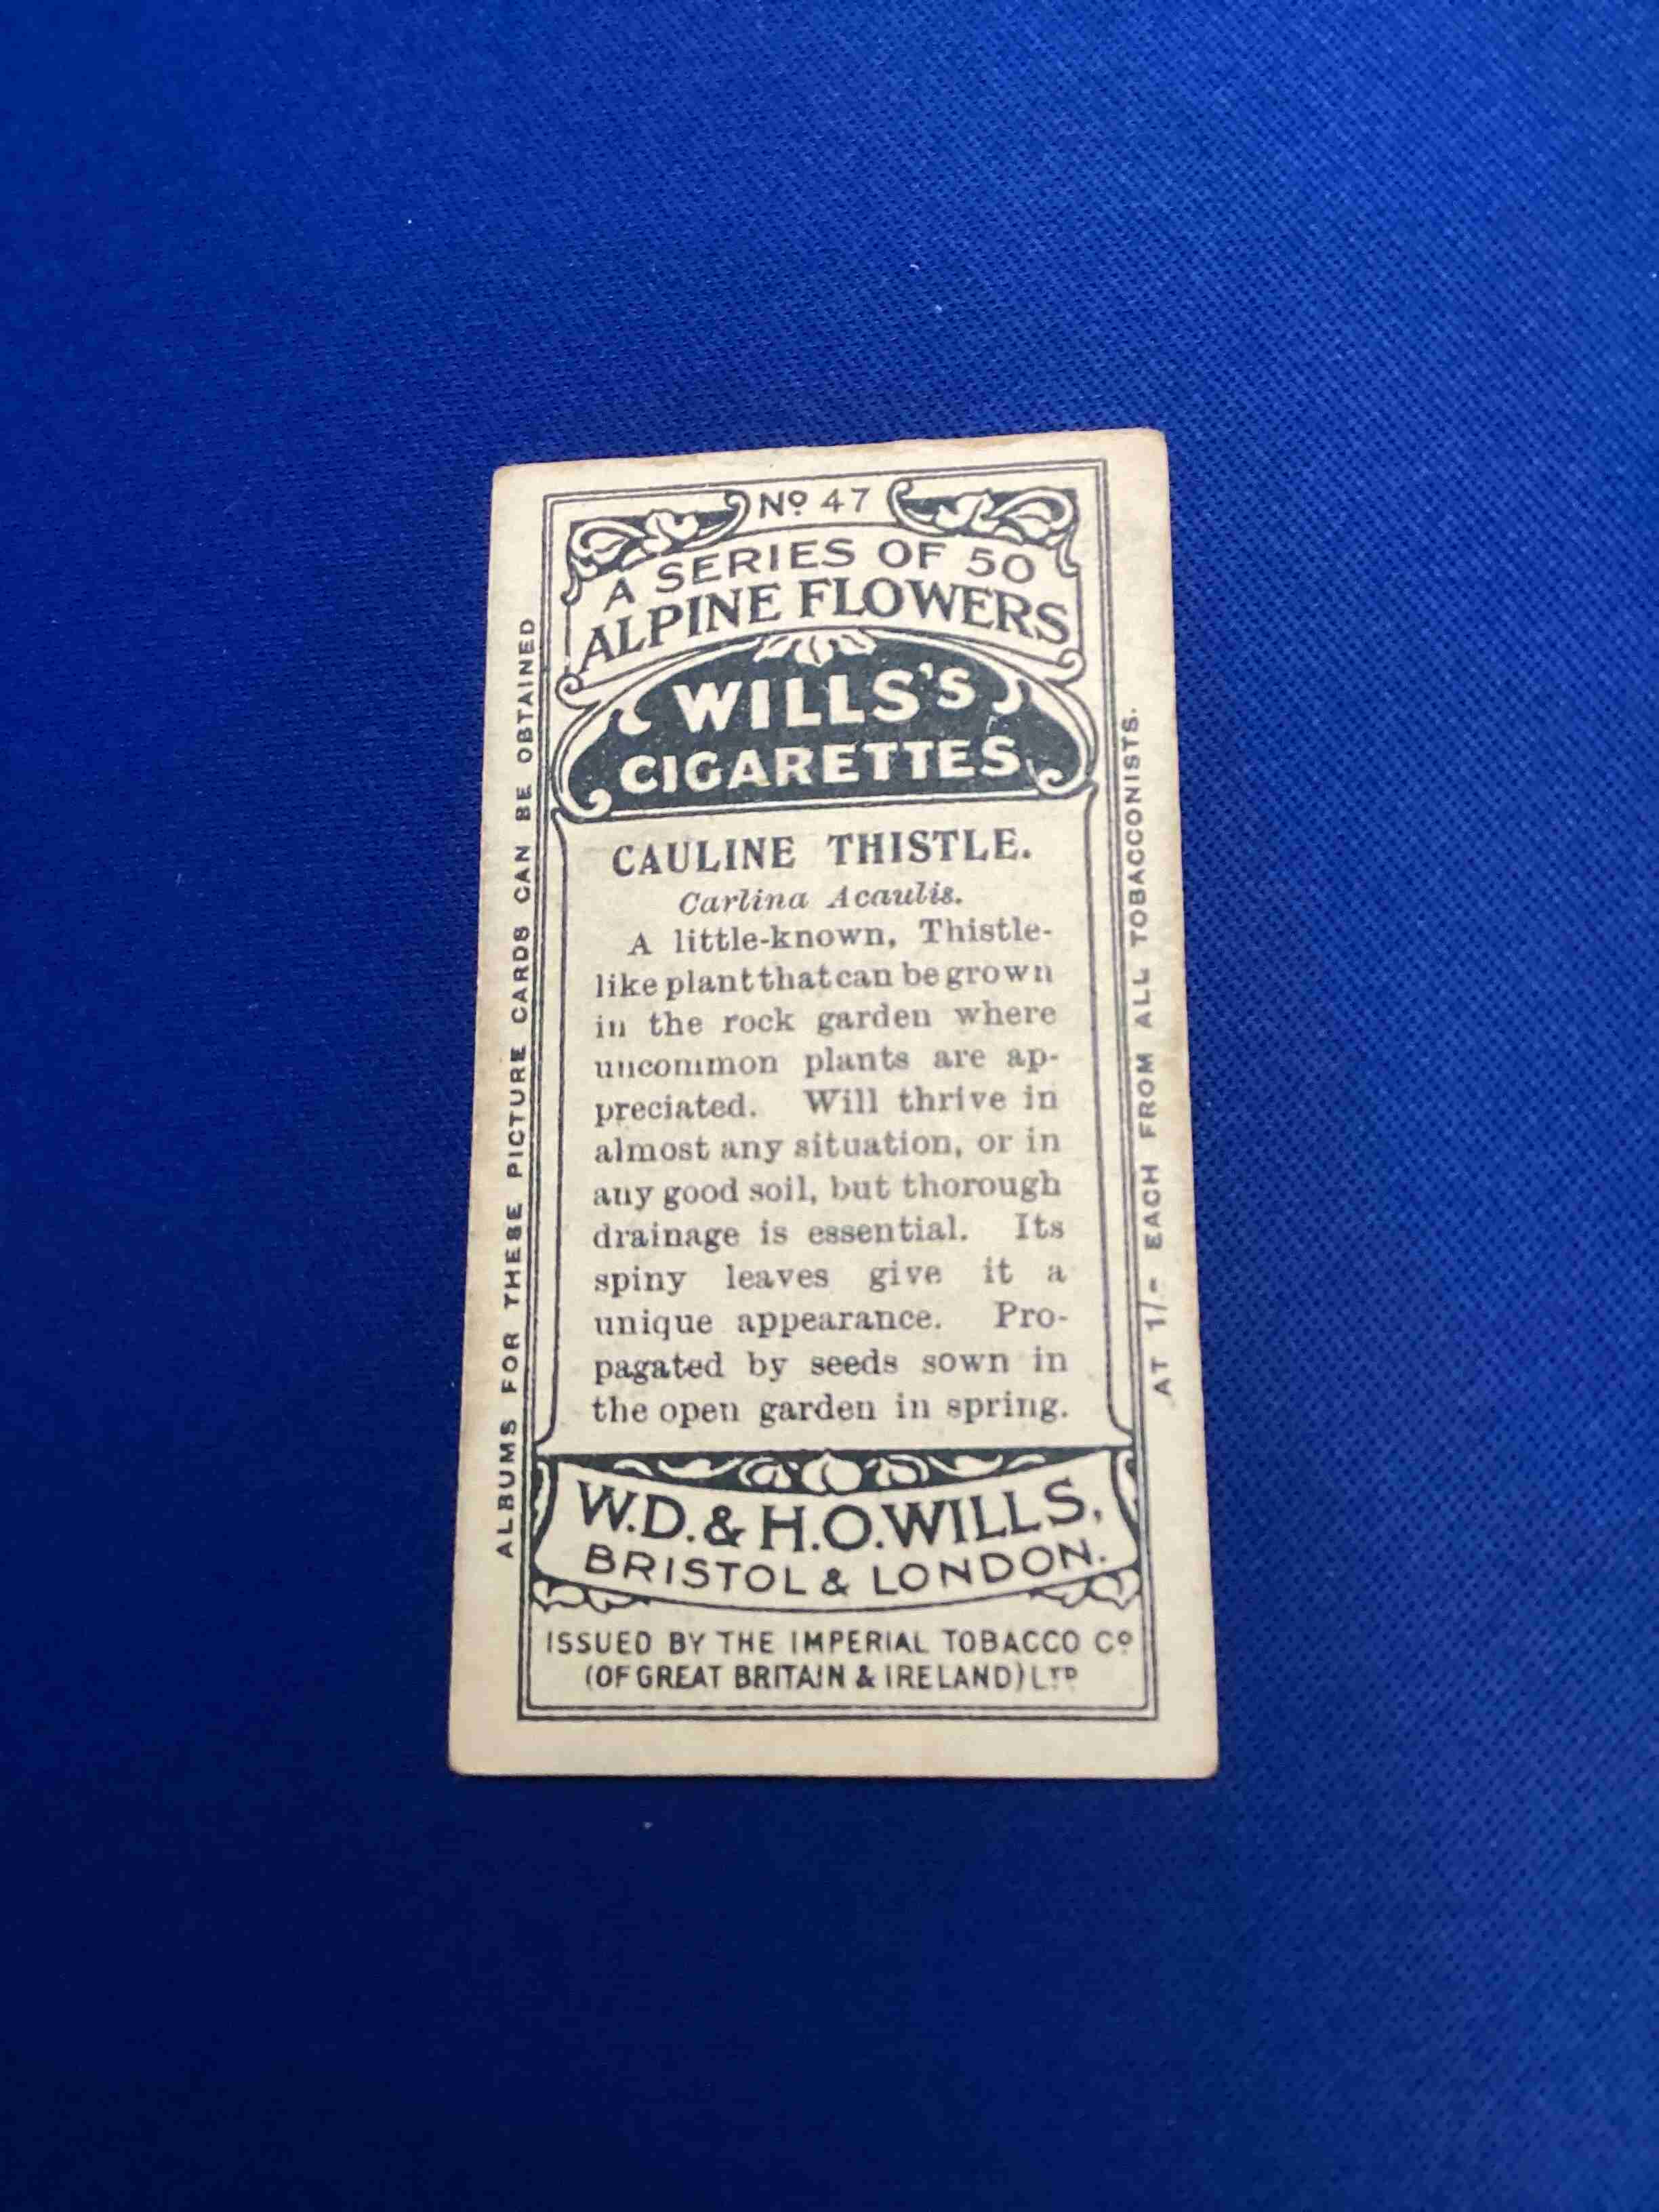 Nº 47
A SERIES OF 50
ALPINE FLOWERS
WILLS'S
CIGARETTES
CAULINE THISTLE.
Carlina Acaulis.
A little-known, Thistle-
like plant that can be grown
in the rock garden where
uncommon plants are ap-
preciated. Will thrive in
almost any situation, or in
any good soil, but thorough
drainage is essential. Its
spiny leaves give it a
unique appearance. Pro-
pagated by seeds sown in
the open garden in spring.
W.D. & H.O. WILLS,
BRISTOL & LONDON.
ISSUED BY THE IMPERIAL TOBACCO Cº
(OF GREAT BRITAIN & IRELAND) LTD
ALBUMS FOR THESE PICTURE CARDS CAN BE OBTAINED
AT 1/- EACH FROM ALL TOBACCONISTS.